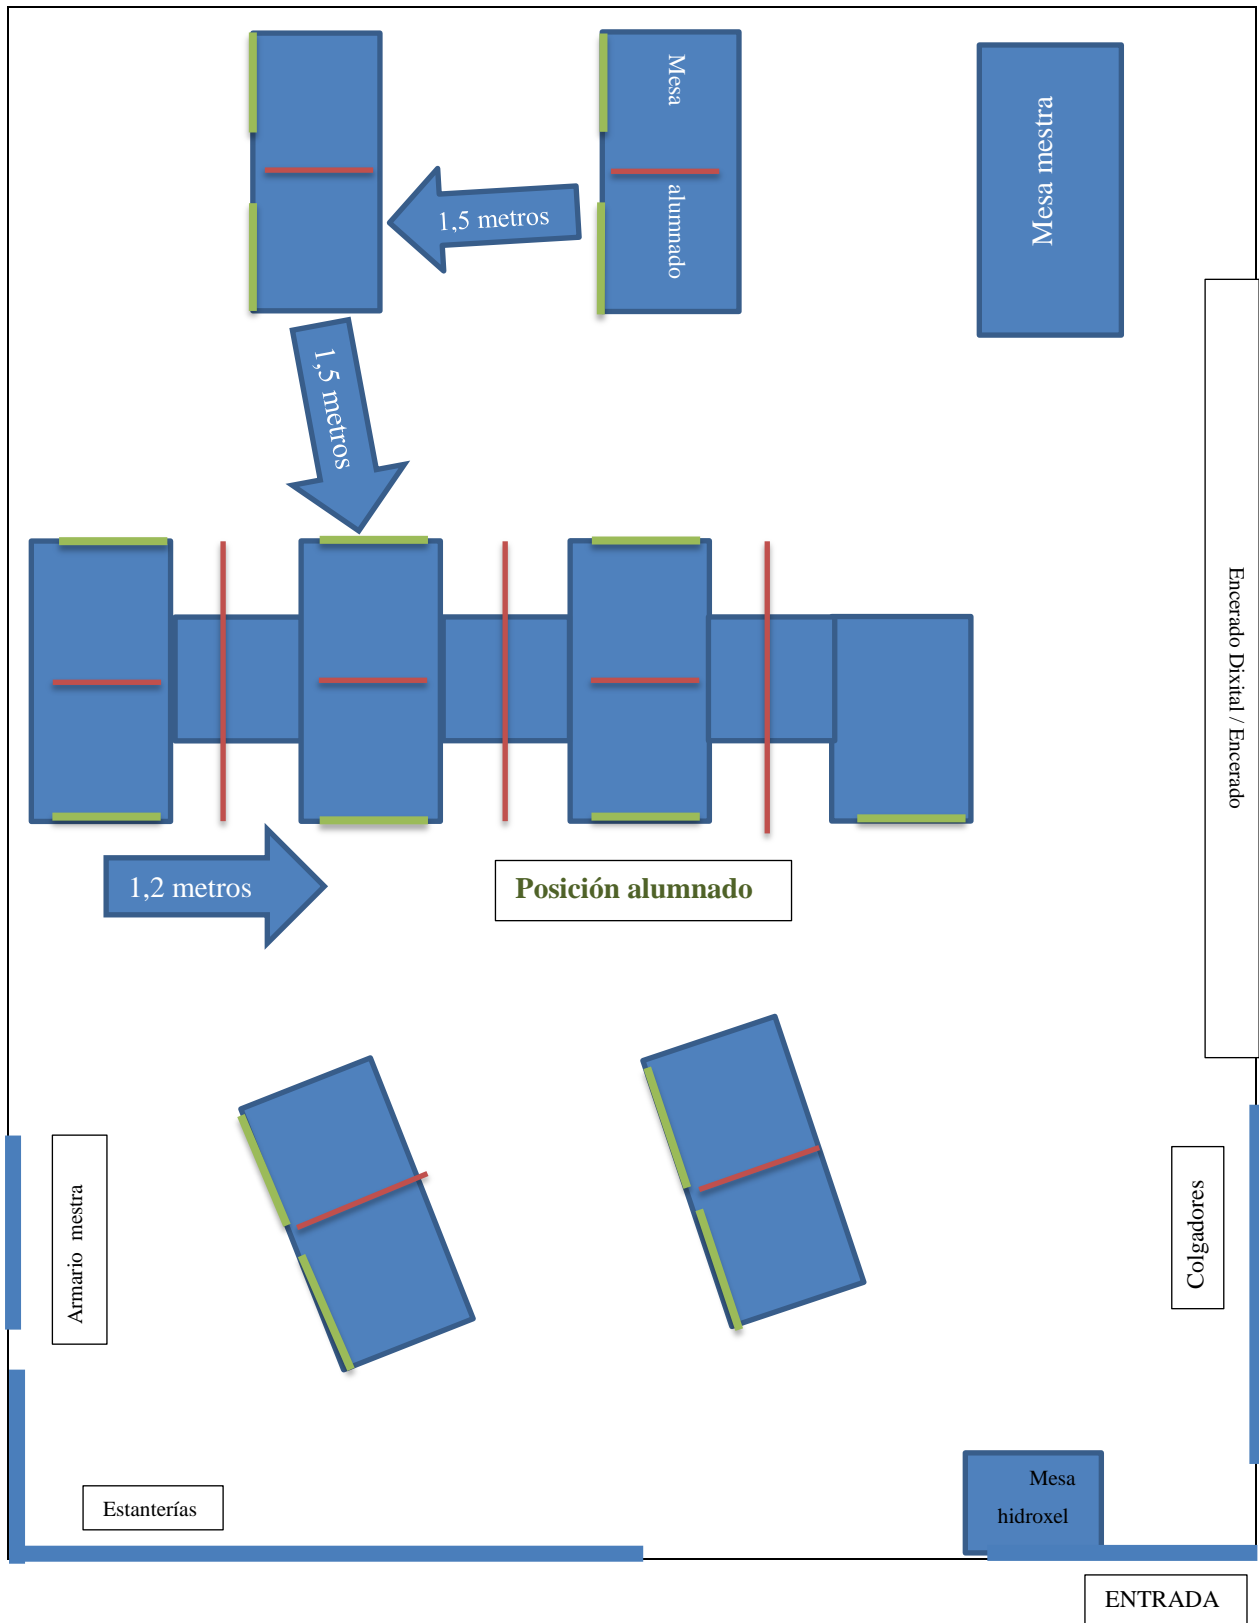 Mesa alumnado
Mesa mestra
1,5 metros
1,5 metros
Encerado Dixital / Encerado
1,2 metros
Posición alumnado
Armario mestra
Colgadores
Estanterías
Mesa
hidroxel
ENTRADA